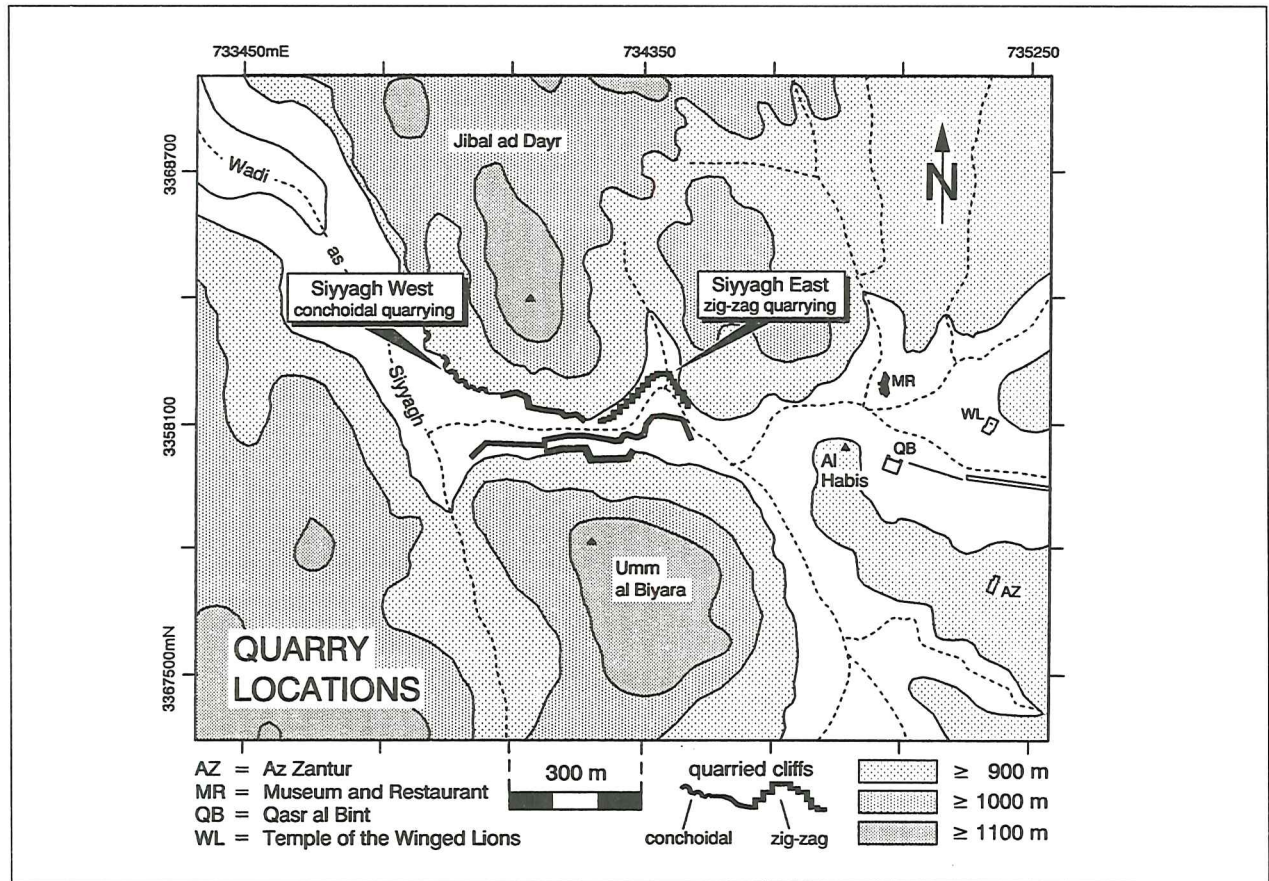 733450mE
734350
735250
3368700
3358100
3367500mN
Jibal ad Dayr
N
Wadi
as
Siyyagh
Siyyagh West
conchoidal quarrying
Siyyagh East
zig-zag quarrying
MR
WL
QB
Al
Habis
Umm
al Biyara
AZ
QUARRY
LOCATIONS
AZ = Az Zantur
MR = Museum and Restaurant
QB = Qasr al Bint
WL = Temple of the Winged Lions
300 m
quarried cliffs
conchoidal
zig-zag
≥ 900 m
≥ 1000 m
≥ 1100 m